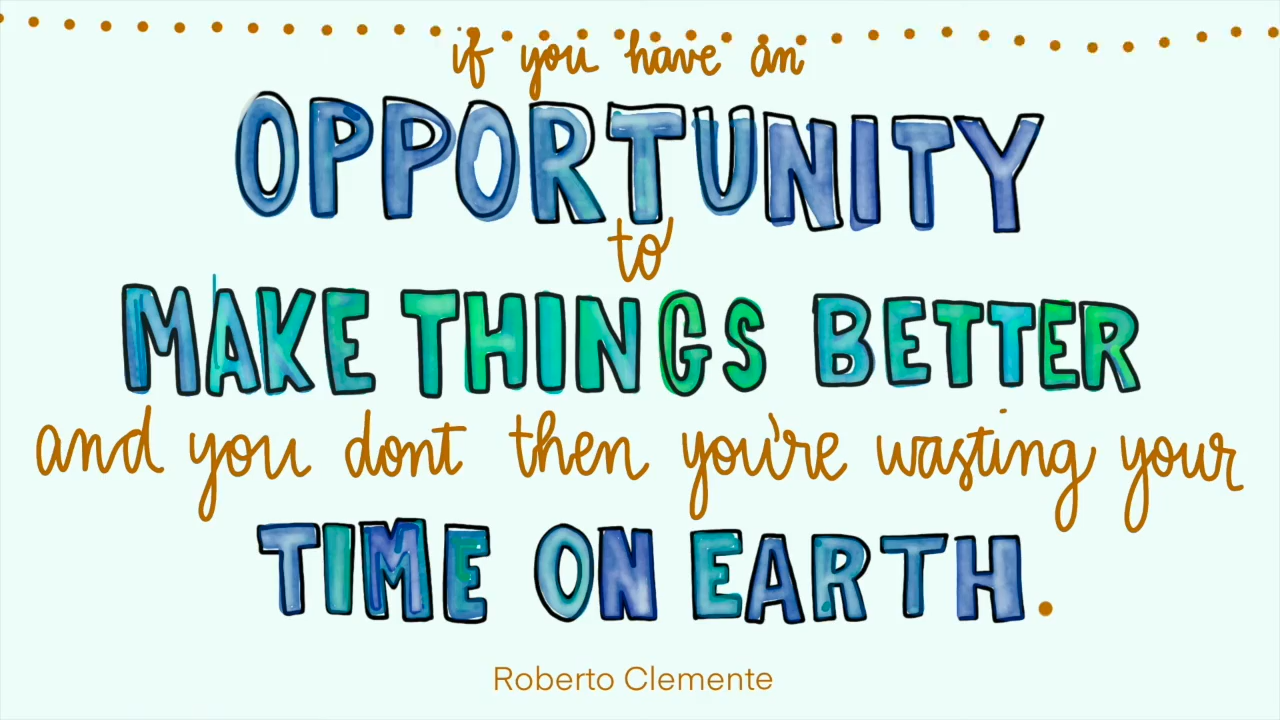 if you have an
OPPORTUNITY
to
MAKE THINGS BETTER
and you dont then you're wasting your
TIME ON EARTH.
Roberto Clemente